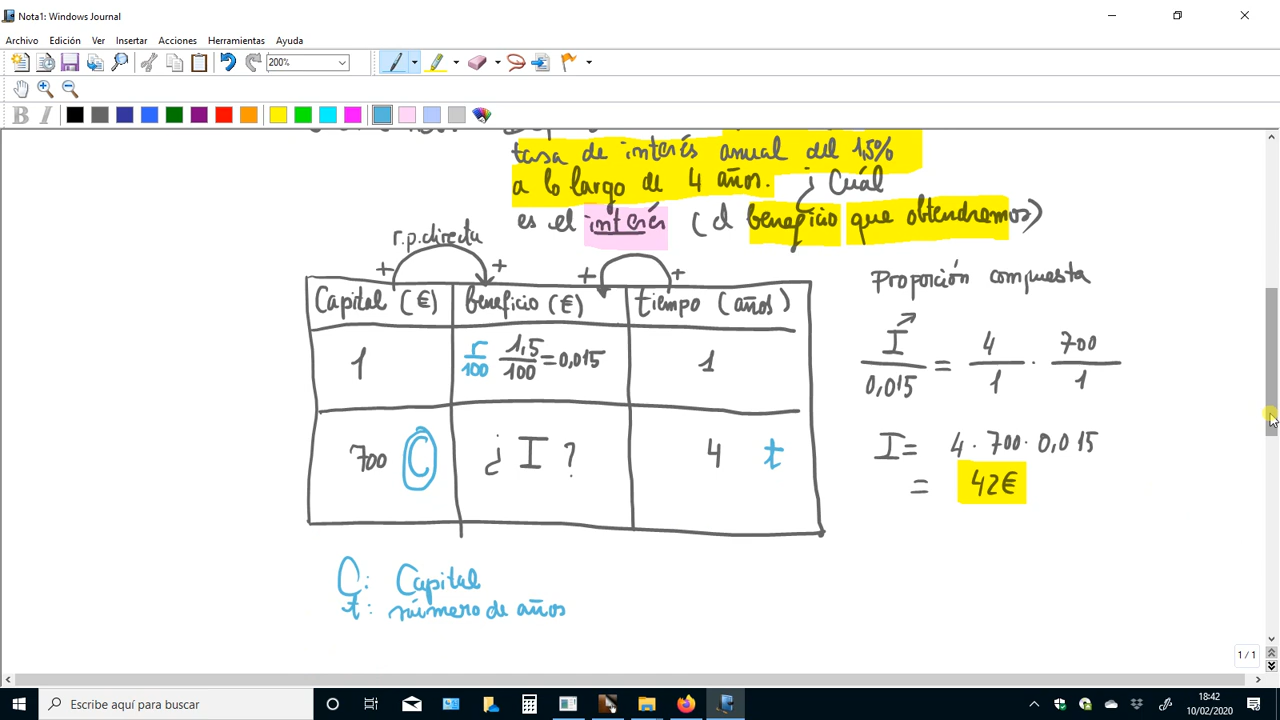 Nota1: Windows Journal
Archivo Edición Ver Insertar Acciones Herramientas Ayuda
200%
B I
tasa de interés anual del 1,5%
a lo largo de 4 años. ¿Cuál
es el interés (el beneficio que obtendremos)
r.p.directa
+ + + +
Capital (€) beneficio (€) tiempo (años)
1 r/100 1,5/100 = 0,015 1
700 C ¿ I ? 4 t
C: Capital
t: número de años
Proporción compuesta
I/0,015 = 4/1 · 700/1
I = 4 · 700 · 0,015
= 42€
1 / 1
Escribe aquí para buscar
18:42
10/02/2020